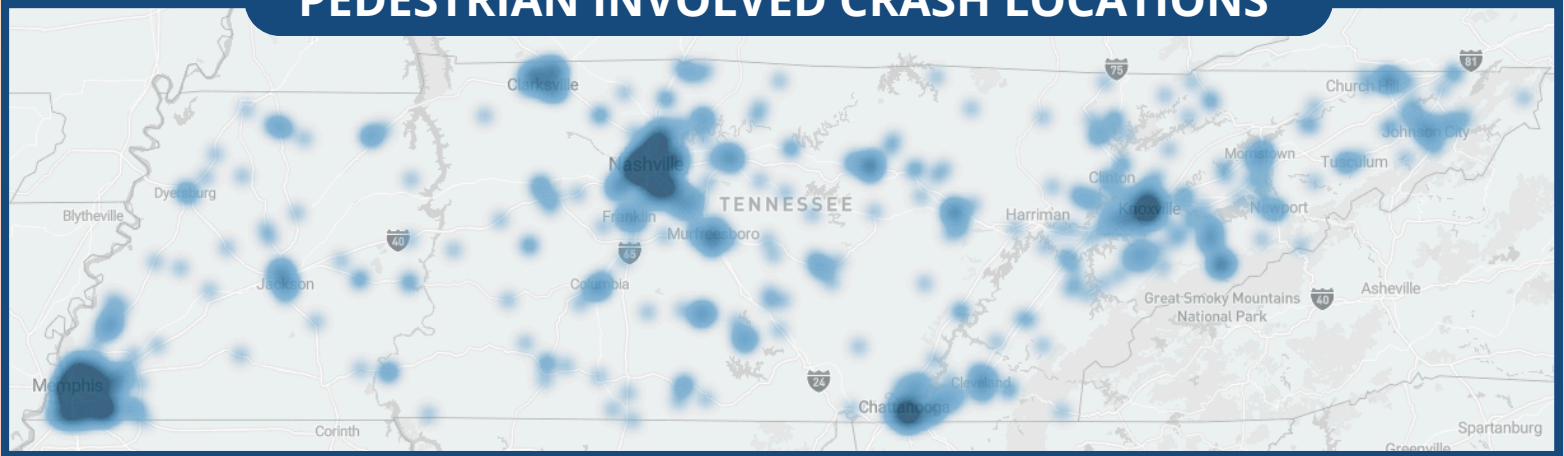 PEDESTRIAN INVOLVED CRASH LOCATIONS
75
81
Clarksville
Church Hill
Johnson City
Nashville
Morristown
Tusculum
Clinton
Dyersburg
TENNESSEE
Knoxville
Newport
Blytheville
Franklin
Harriman
Murfreesboro
40
65
Jackson
Columbia
Great Smoky Mountains
National Park
40
Asheville
Memphis
24
Cleveland
Chattanooga
Corinth
Spartanburg
Greenville